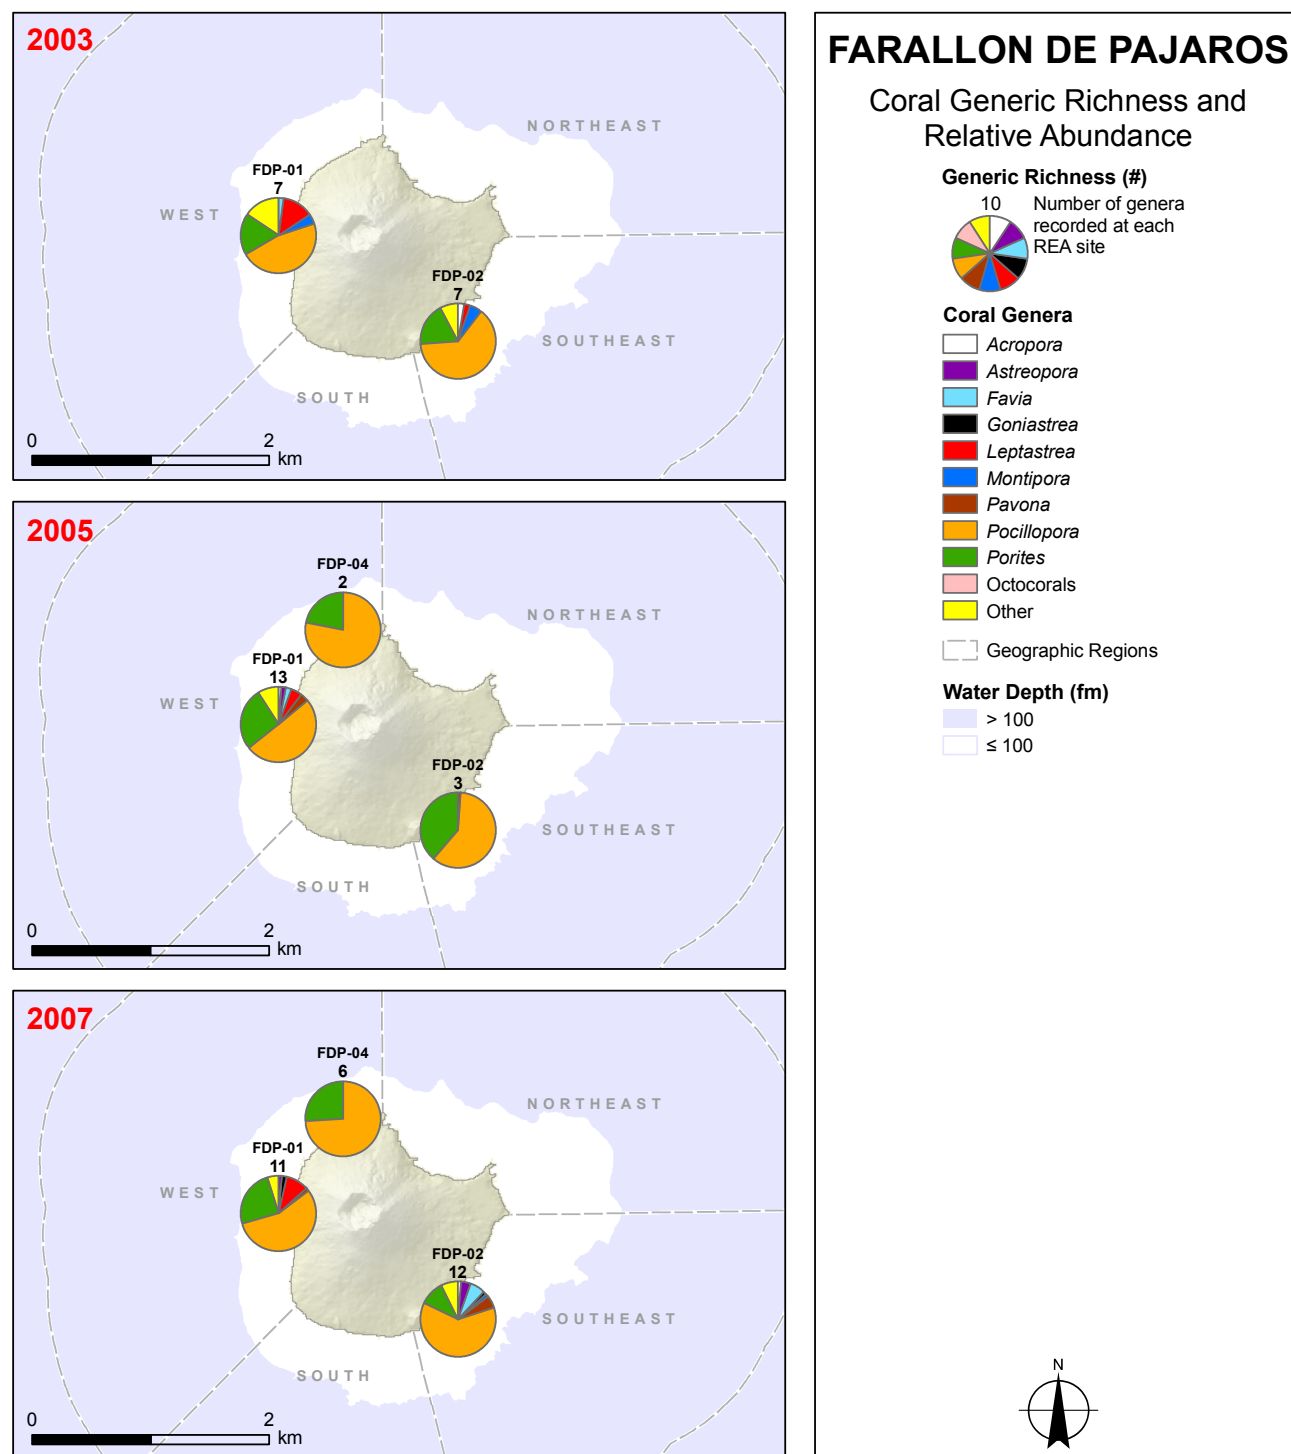 2003
NORTHEAST
FDP-01
7
WEST
FDP-02
7
SOUTHEAST
SOUTH
0 2
km
2005
FDP-04
2
NORTHEAST
FDP-01
13
WEST
FDP-02
3
SOUTHEAST
SOUTH
0 2
km
2007
FDP-04
6
NORTHEAST
FDP-01
11
WEST
FDP-02
12
SOUTHEAST
SOUTH
0 2
km
FARALLON DE PAJAROS
Coral Generic Richness and
Relative Abundance
Generic Richness (#)
10
Number of genera
recorded at each
REA site
Coral Genera
Acropora
Astreopora
Favia
Goniastrea
Leptastrea
Montipora
Pavona
Pocillopora
Porites
Octocorals
Other
Geographic Regions
Water Depth (fm)
> 100
≤ 100
N